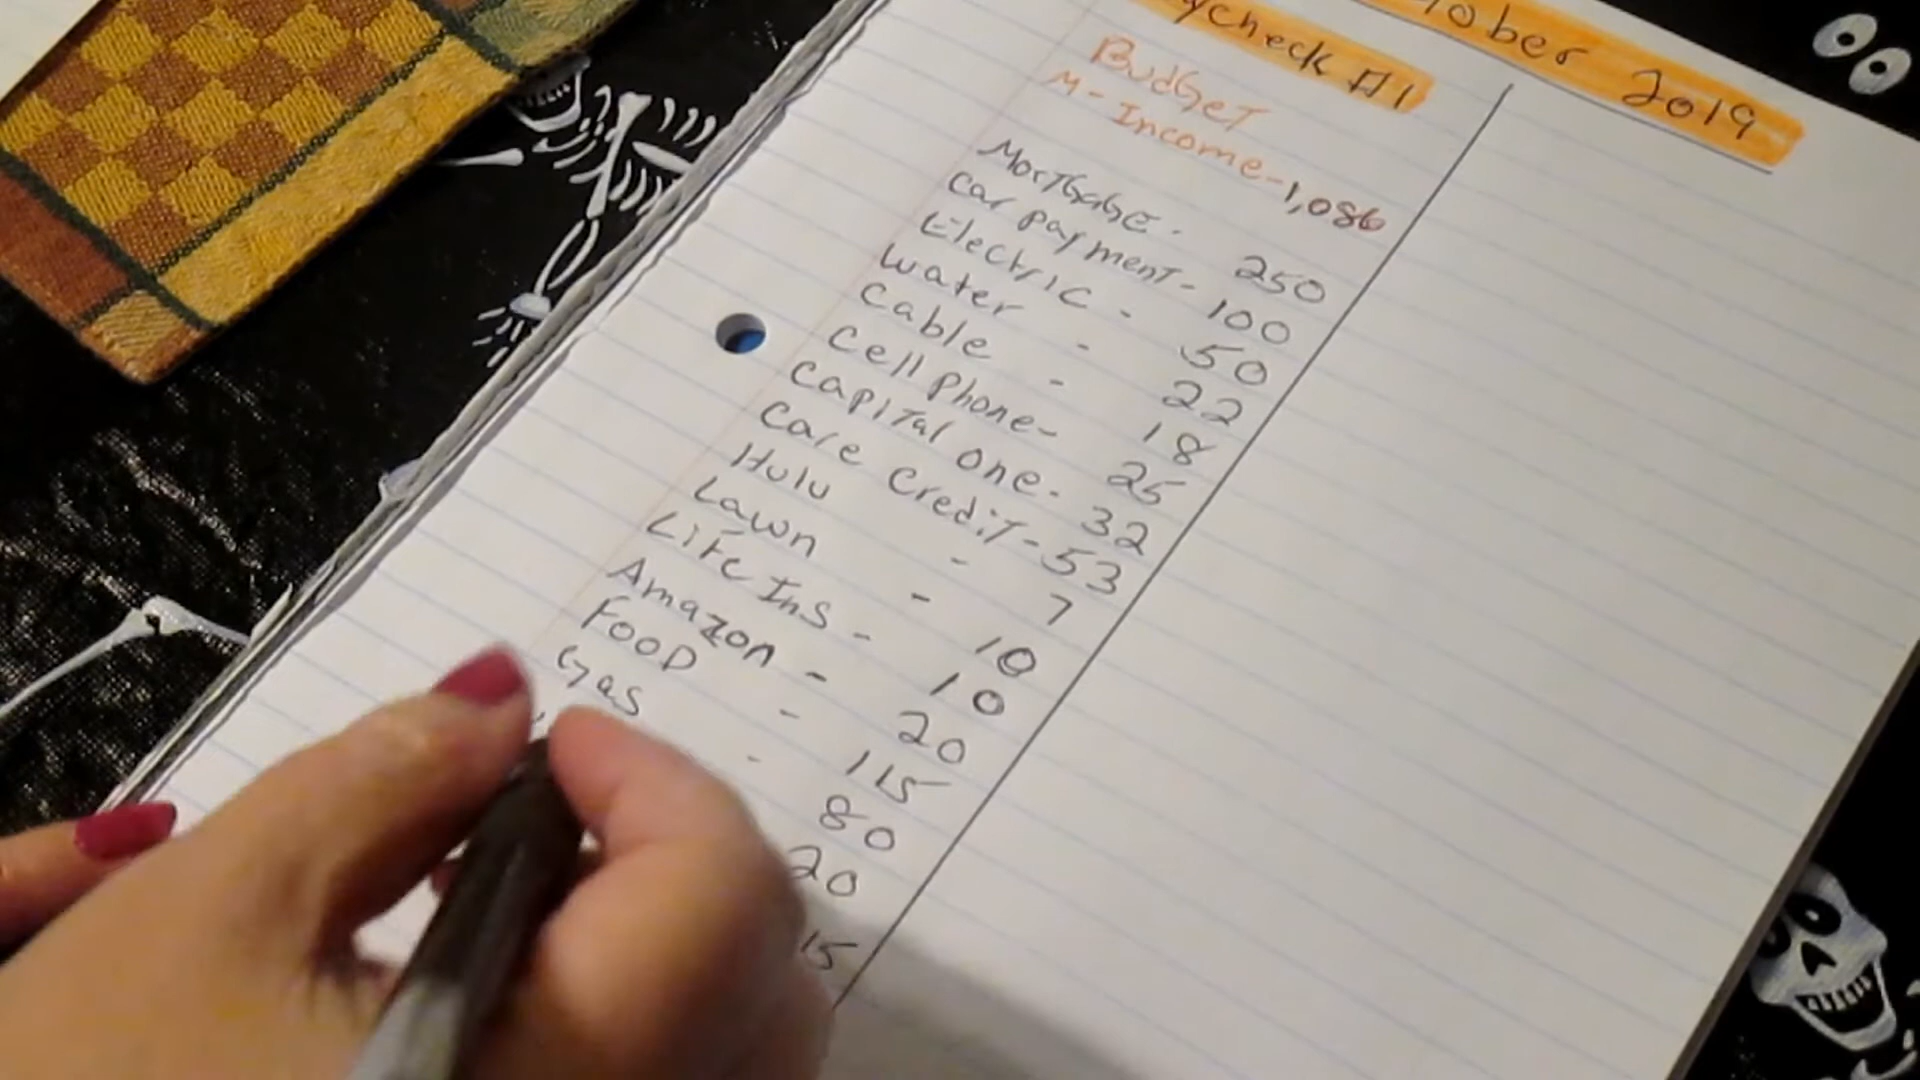 ober 2019
ycheck #1
Budget
M - Income - 1,086
Mortgage - 250
Car payment - 100
Electric - 50
Water - 22
Cable - 18
Cell phone - 25
Capital One - 32
Care Credit - 53
Hulu - 7
Lawn - 10
Life Ins - 10
Amazon - 20
Food - 115
Gas - 80
20
15